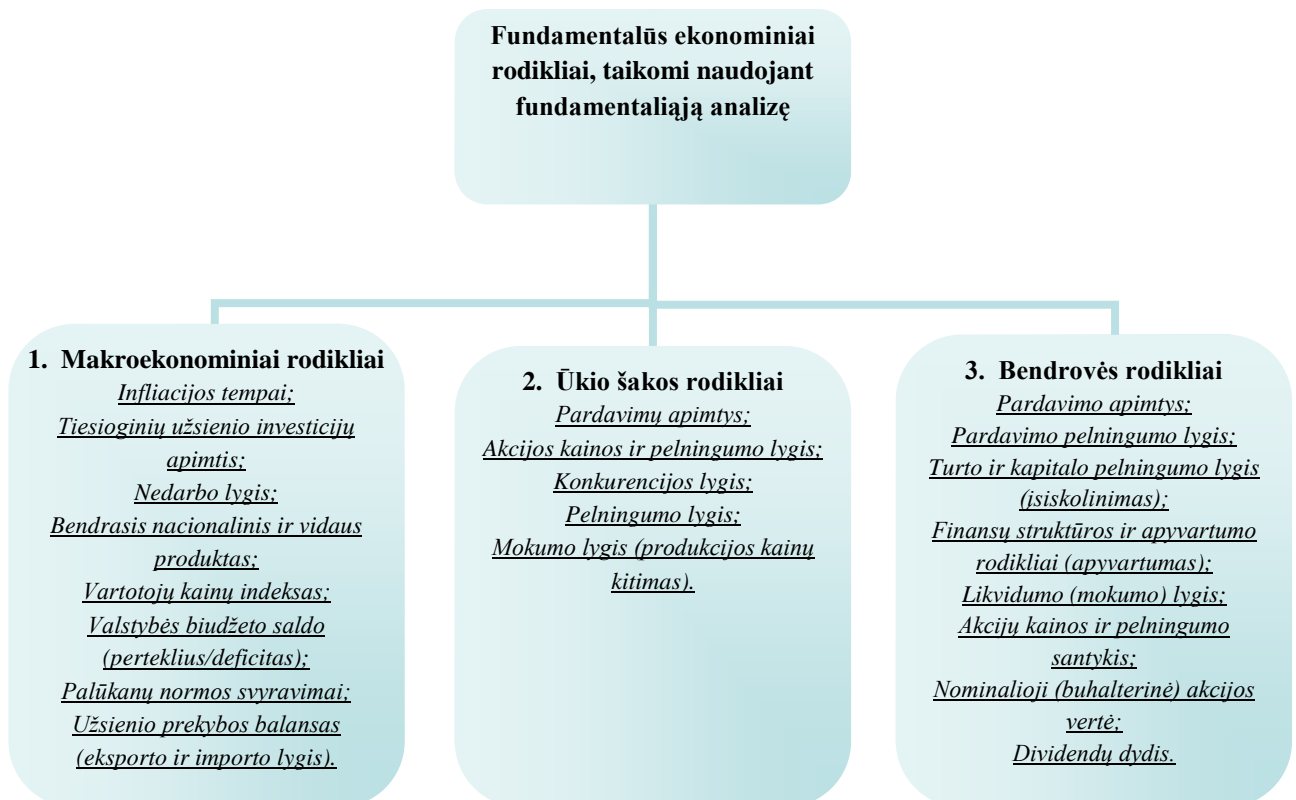 Fundamentalūs ekonominiai
rodikliai, taikomi naudojant
fundamentaliąją analizę
1. Makroekonominiai rodikliai
Infliacijos tempai;
Tiesioginių užsienio investicijų
apimtis;
Nedarbo lygis;
Bendrasis nacionalinis ir vidaus
produktas;
Vartotojų kainų indeksas;
Valstybės biudžeto saldo
(perteklius/deficitas);
Palūkanų normos svyravimai;
Užsienio prekybos balansas
(eksporto ir importo lygis).
2. Ūkio šakos rodikliai
Pardavimų apimtys;
Akcijos kainos ir pelningumo lygis;
Konkurencijos lygis;
Pelningumo lygis;
Mokumo lygis (produkcijos kainų
kitimas).
3. Bendrovės rodikliai
Pardavimo apimtys;
Pardavimo pelningumo lygis;
Turto ir kapitalo pelningumo lygis
(įsiskolinimas);
Finansų struktūros ir apyvartumo
rodikliai (apyvartumas);
Likvidumo (mokumo) lygis;
Akcijų kainos ir pelningumo
santykis;
Nominalioji (buhalterinė) akcijos
vertė;
Dividendų dydis.